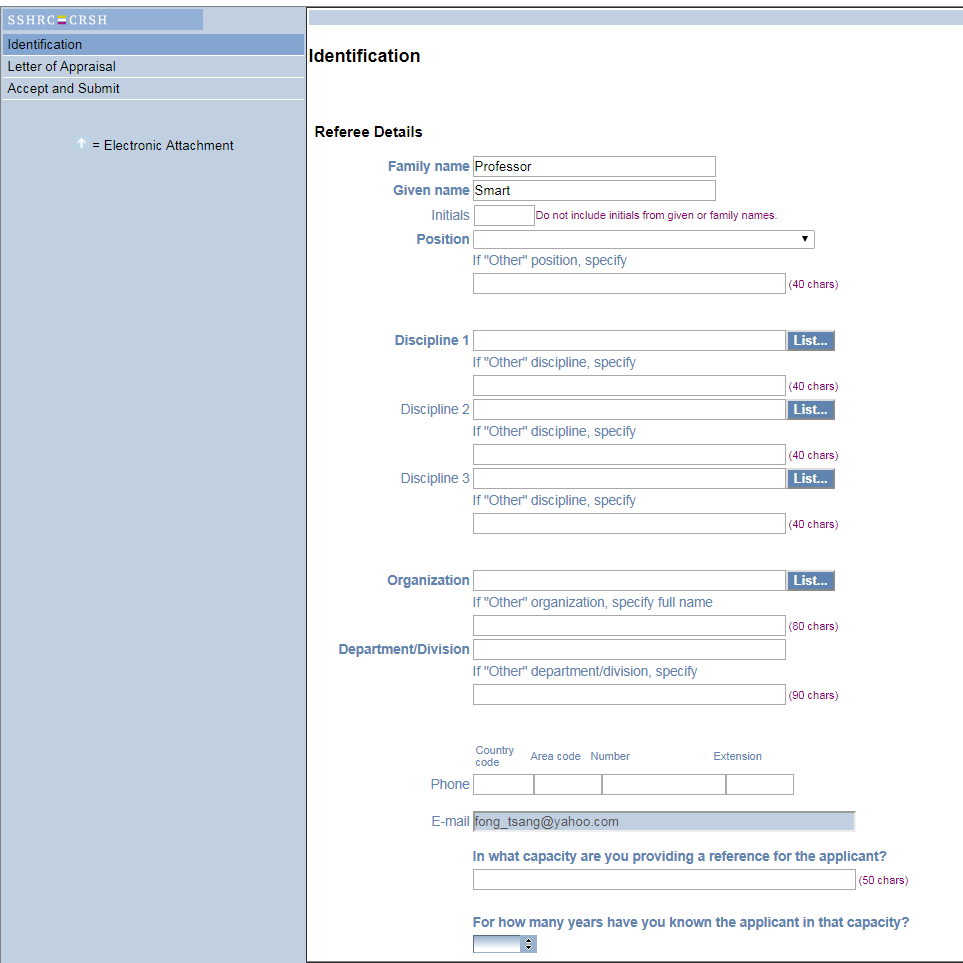 SSHRC CRSH
Identification
Letter of Appraisal
Accept and Submit
= Electronic Attachment
Identification
Referee Details
Family name Professor
Given name Smart
Initials Do not include initials from given or family names.
Position
If "Other" position, specify
(40 chars)
Discipline 1 List...
If "Other" discipline, specify
(40 chars)
Discipline 2 List...
If "Other" discipline, specify
(40 chars)
Discipline 3 List...
If "Other" discipline, specify
(40 chars)
Organization List...
If "Other" organization, specify full name
(80 chars)
Department/Division
If "Other" department/division, specify
(90 chars)
Country code Area code Number Extension
Phone
E-mail fong_tsang@yahoo.com
In what capacity are you providing a reference for the applicant?
(50 chars)
For how many years have you known the applicant in that capacity?